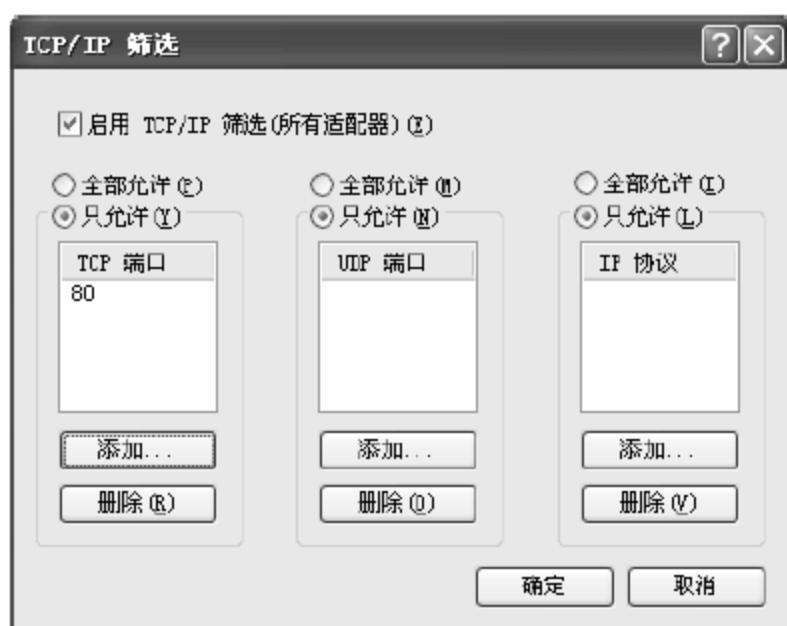 TCP/IP 筛选
启用 TCP/IP 筛选(所有适配器)(E)
全部允许(P) 全部允许(M) 全部允许(I)
只允许(Y) 只允许(N) 只允许(L)
TCP 端口 UDP 端口 IP 协议
80
添加... 添加... 添加...
删除(R) 删除(O) 删除(V)
确定 取消